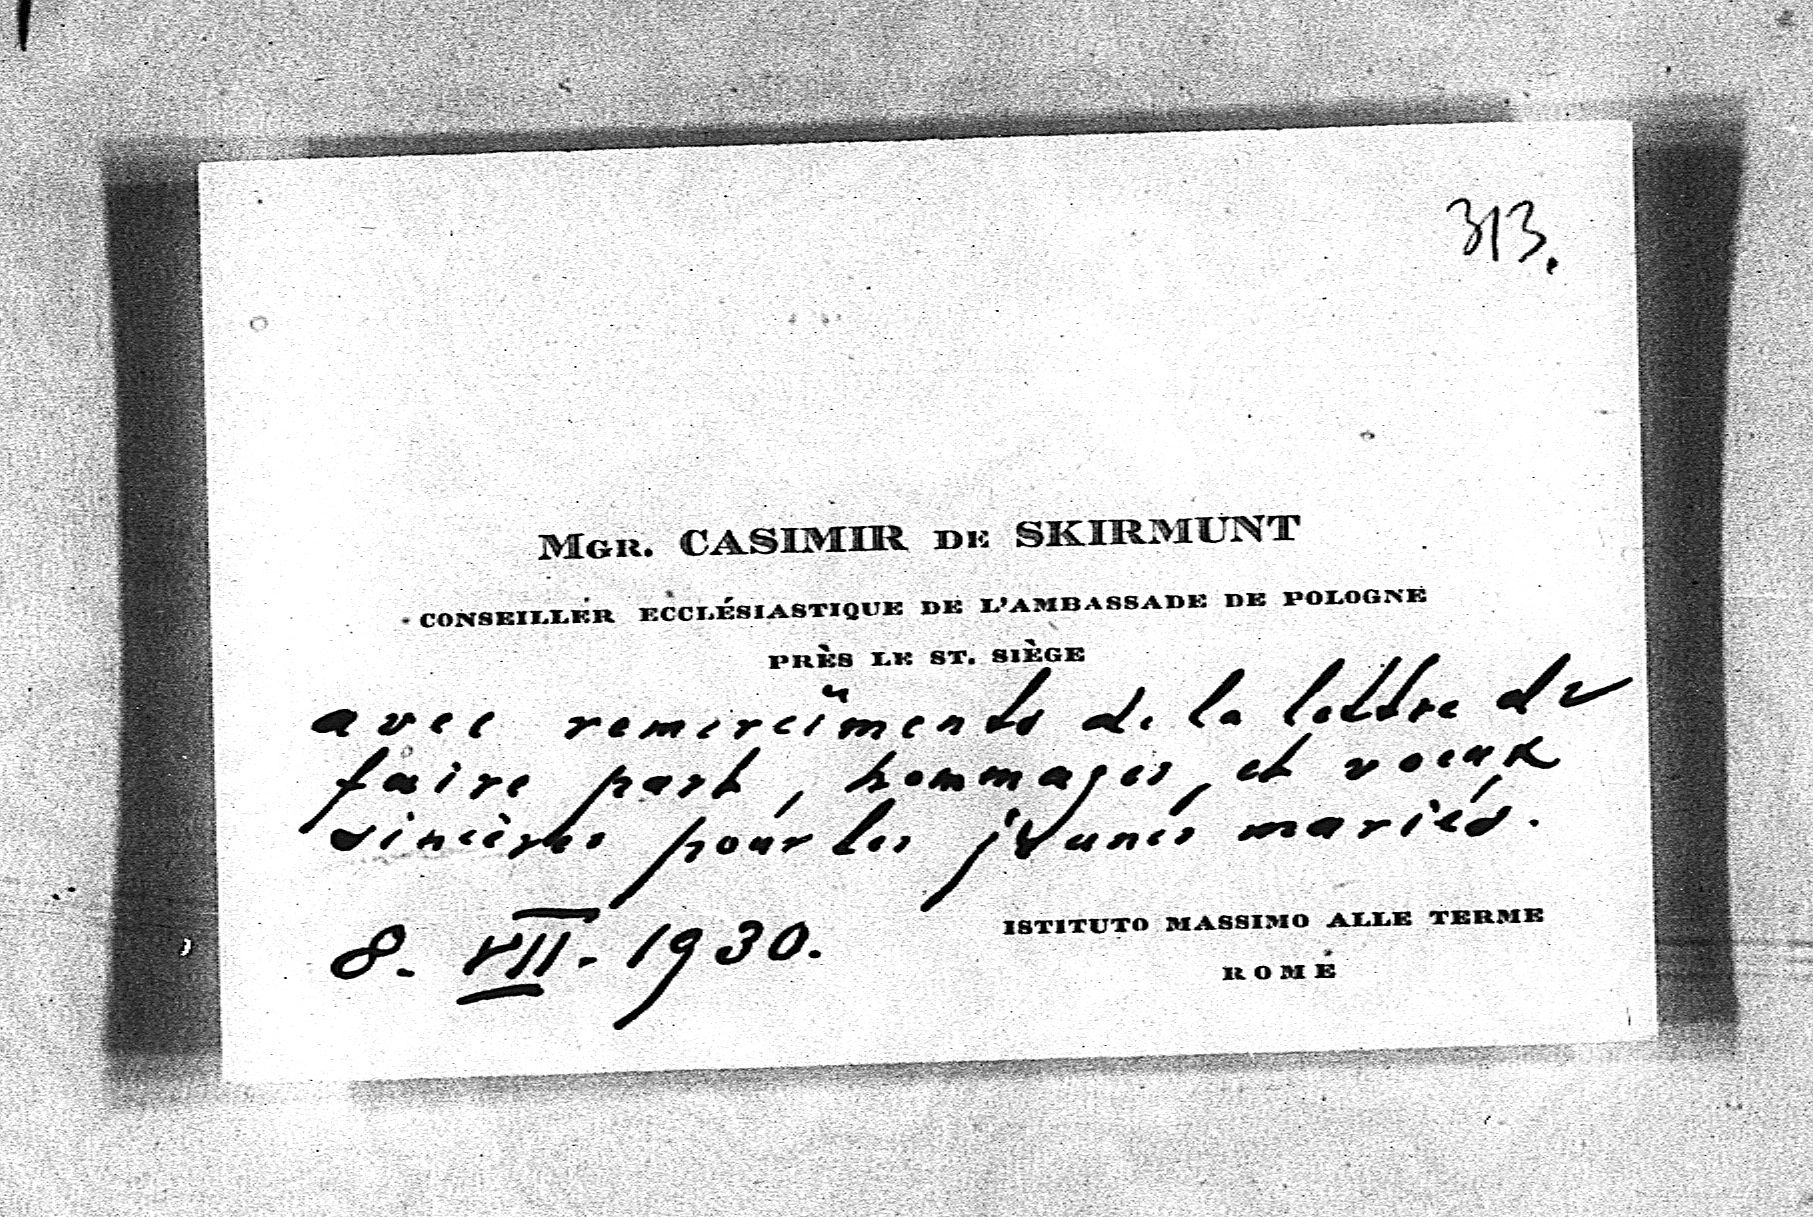 313.
MGR. CASIMIR DE SKIRMUNT
CONSEILLER ECCLÉSIASTIQUE DE L'AMBASSADE DE POLOGNE
PRÈS LE ST. SIÈGE
avec remerciments de la lettre de
faire part, hommages, et voeux
sincères pour les jeunes mariés.
8. VII. 1930.
ISTITUTO MASSIMO ALLE TERME
ROME